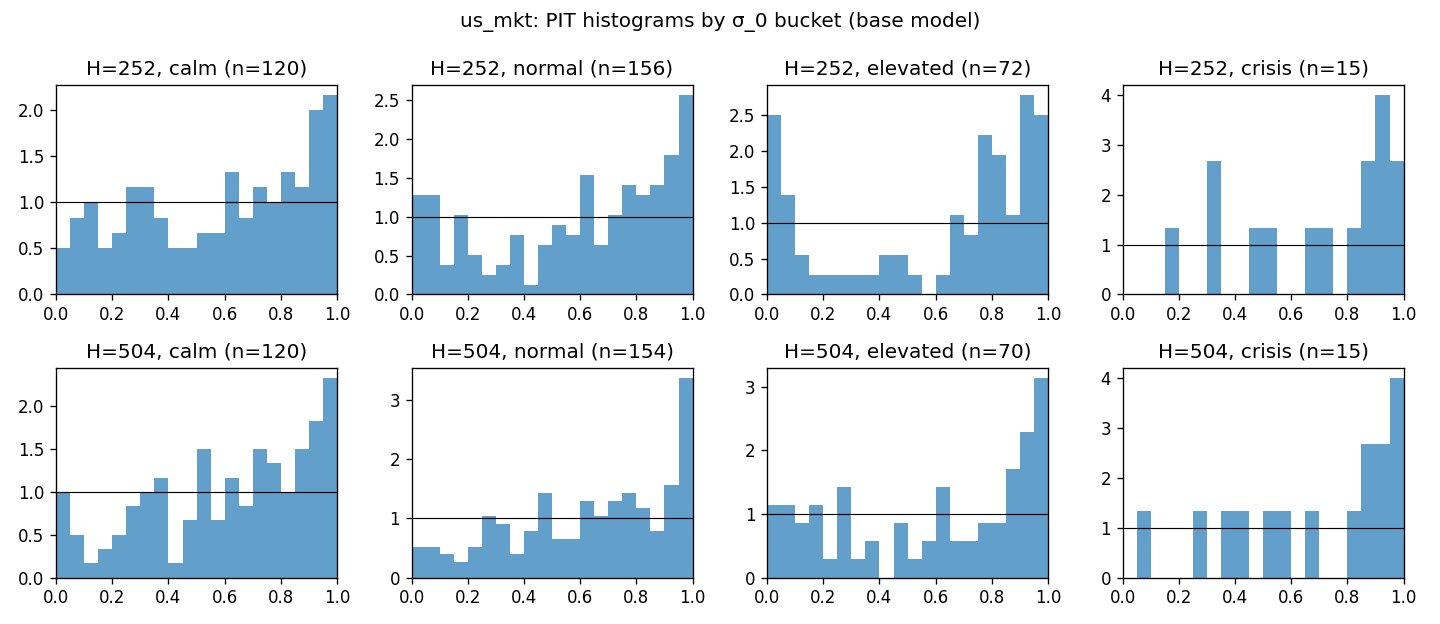 us_mkt: PIT histograms by σ_0 bucket (base model)
H=252, calm (n=120)
2.0
1.5
1.0
0.5
0.0
0.0 0.2 0.4 0.6 0.8 1.0
H=252, normal (n=156)
2.5
2.0
1.5
1.0
0.5
0.0
0.0 0.2 0.4 0.6 0.8 1.0
H=252, elevated (n=72)
2.5
2.0
1.5
1.0
0.5
0.0
0.0 0.2 0.4 0.6 0.8 1.0
H=252, crisis (n=15)
4
3
2
1
0
0.0 0.2 0.4 0.6 0.8 1.0
H=504, calm (n=120)
2.0
1.5
1.0
0.5
0.0
0.0 0.2 0.4 0.6 0.8 1.0
H=504, normal (n=154)
3
2
1
0
0.0 0.2 0.4 0.6 0.8 1.0
H=504, elevated (n=70)
3
2
1
0
0.0 0.2 0.4 0.6 0.8 1.0
H=504, crisis (n=15)
4
3
2
1
0
0.0 0.2 0.4 0.6 0.8 1.0